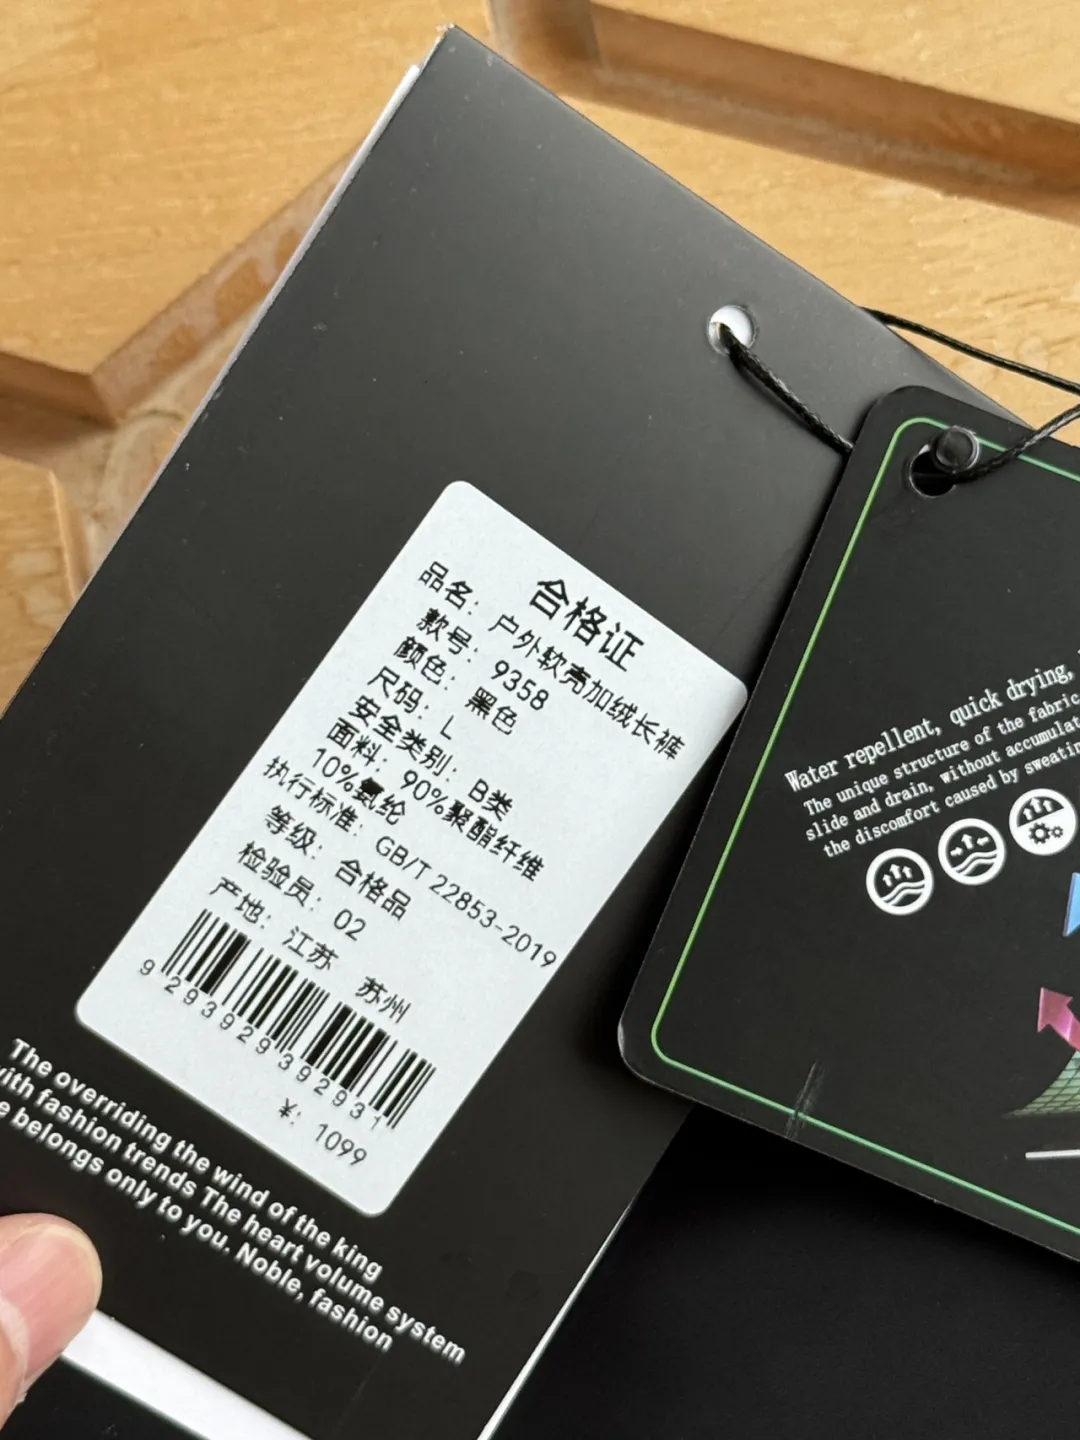 合格证
品名：户外软壳加绒长裤
款号：9358
颜色：黑色
尺码：L
安全类别：B类
面料：90%聚酯纤维
10%氨纶
执行标准：GB/T 22853-2019
等级：合格品
检验员：02
产地：江苏 苏州
9 293929392931
¥: 1099
The overriding the wind of the king
with fashion trends The heart volume system
belongs only to you. Noble, fashion
Water repellent, quick drying,
The unique structure of the fabric
slide and drain, without
the discomfort caused by